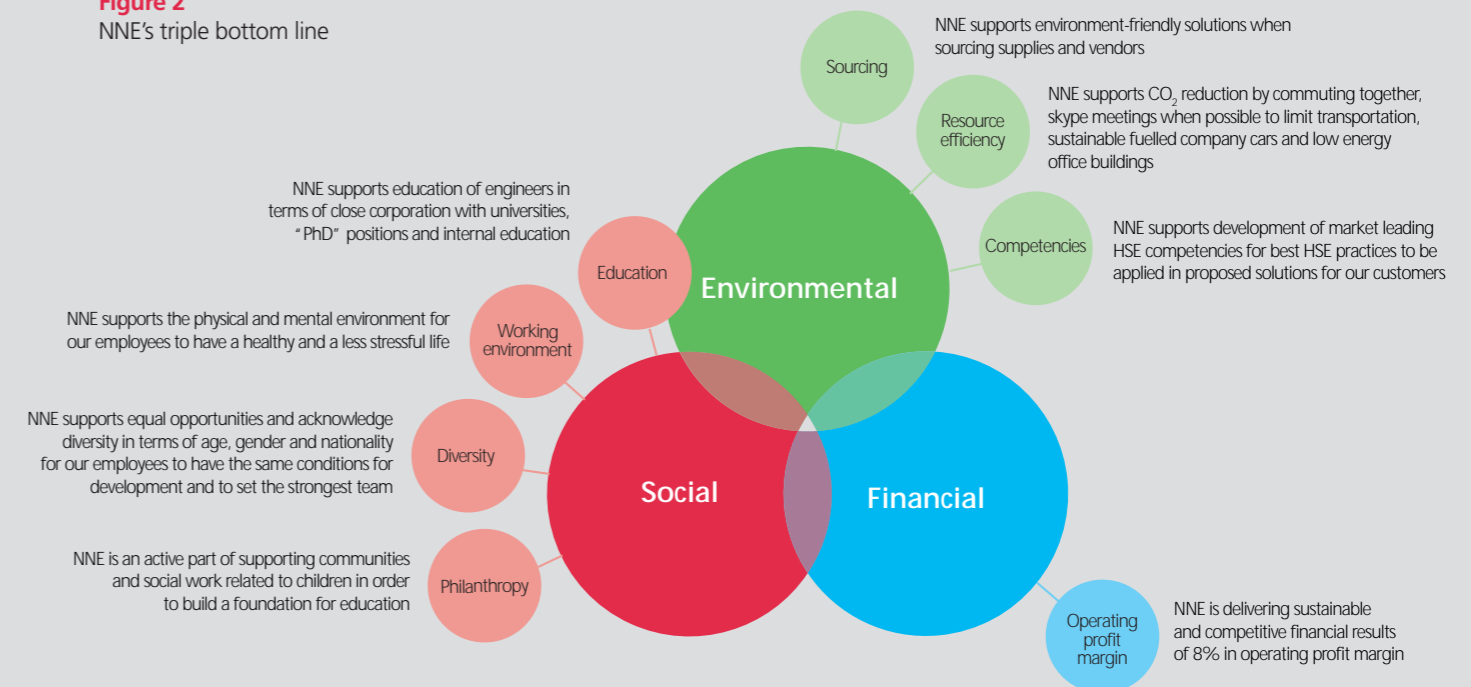 Figure 2
NNE's triple bottom line
Sourcing
NNE supports environment-friendly solutions when
sourcing supplies and vendors
Resource
efficiency
NNE supports CO₂ reduction by commuting together,
skype meetings when possible to limit transportation,
sustainable fuelled company cars and low energy
office buildings
Competencies
NNE supports development of market leading
HSE competencies for best HSE practices to be
applied in proposed solutions for our customers
Environmental
NNE supports education of engineers in
terms of close corporation with universities,
“PhD” positions and internal education
Education
NNE supports the physical and mental environment for
our employees to have a healthy and a less stressful life
Working
environment
NNE supports equal opportunities and acknowledge
diversity in terms of age, gender and nationality
for our employees to have the same conditions for
development and to set the strongest team
Diversity
NNE is an active part of supporting communities
and social work related to children in order
to build a foundation for education
Philanthropy
Social
Financial
Operating
profit
margin
NNE is delivering sustainable
and competitive financial results
of 8% in operating profit margin